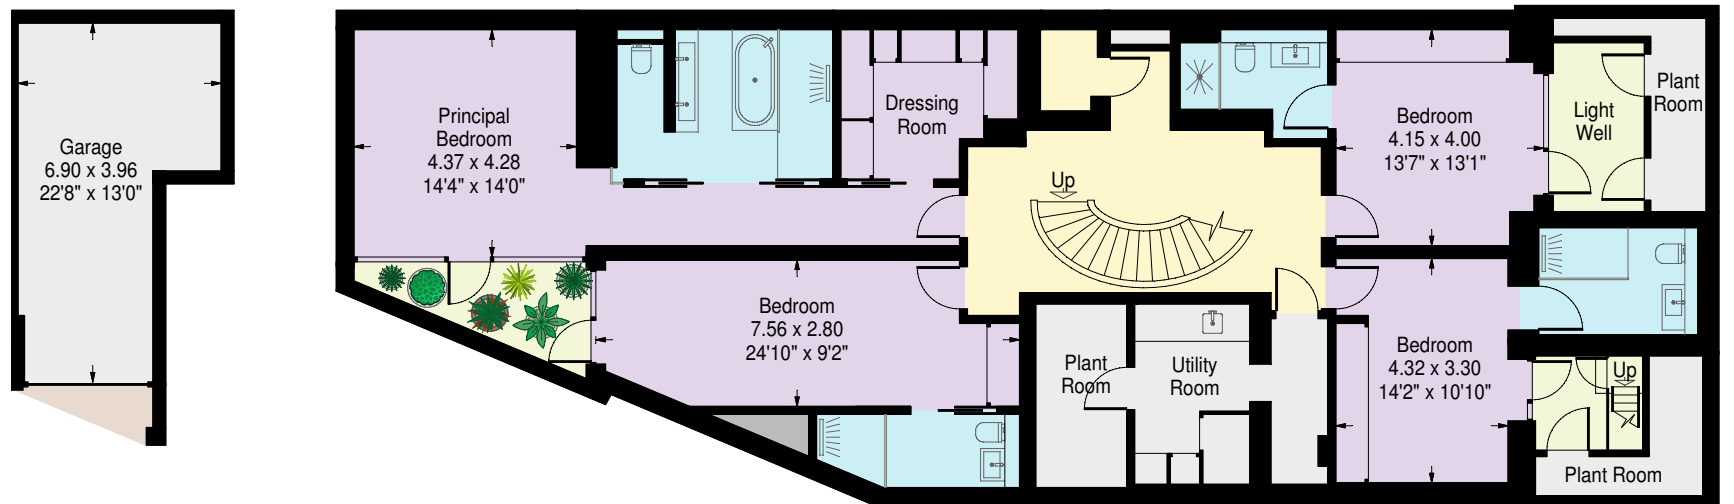 Garage
6.90 x 3.96
22'8" x 13'0"
Principal
Bedroom
4.37 x 4.28
14'4" x 14'0"
Dressing
Room
Up
Bedroom
4.15 x 4.00
13'7" x 13'1"
Light
Well
Plant
Room
Bedroom
7.56 x 2.80
24'10" x 9'2"
Plant
Room
Utility
Room
Bedroom
4.32 x 3.30
14'2" x 10'10"
Up
Plant Room